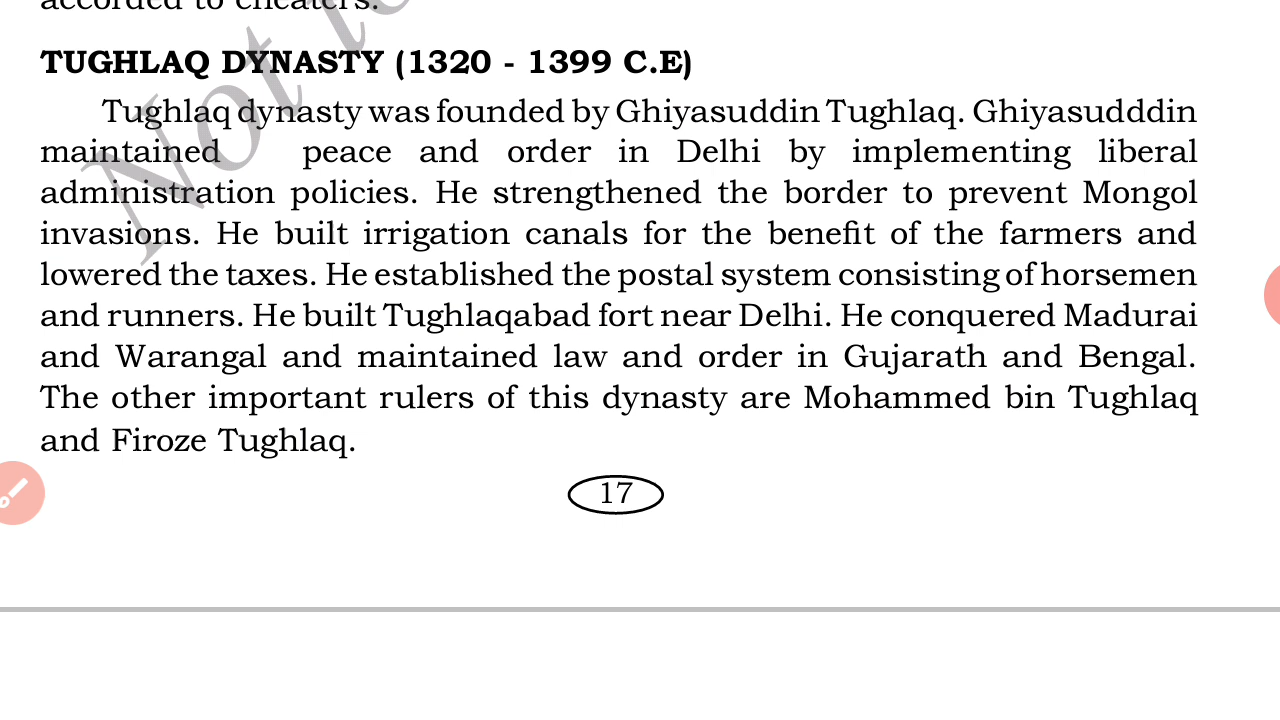 accorded to cheaters.
TUGHLAQ DYNASTY (1320 - 1399 C.E)
Tughlaq dynasty was founded by Ghiyasuddin Tughlaq. Ghiyasudddin
maintained peace and order in Delhi by implementing liberal
administration policies. He strengthened the border to prevent Mongol
invasions. He built irrigation canals for the benefit of the farmers and
lowered the taxes. He established the postal system consisting of horsemen
and runners. He built Tughlaqabad fort near Delhi. He conquered Madurai
and Warangal and maintained law and order in Gujarath and Bengal.
The other important rulers of this dynasty are Mohammed bin Tughlaq
and Firoze Tughlaq.
17
Not